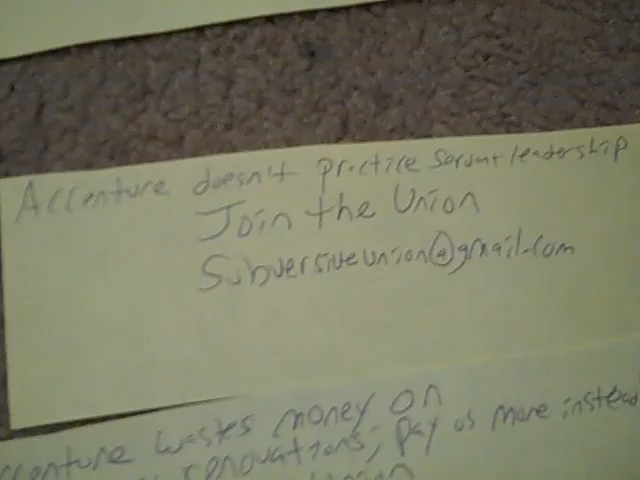 Accenture doesn't practice servant leadership
Join the Union
Subversiveunion@gmail.com
Accenture wastes money on
renovations; pay us more instead
Union